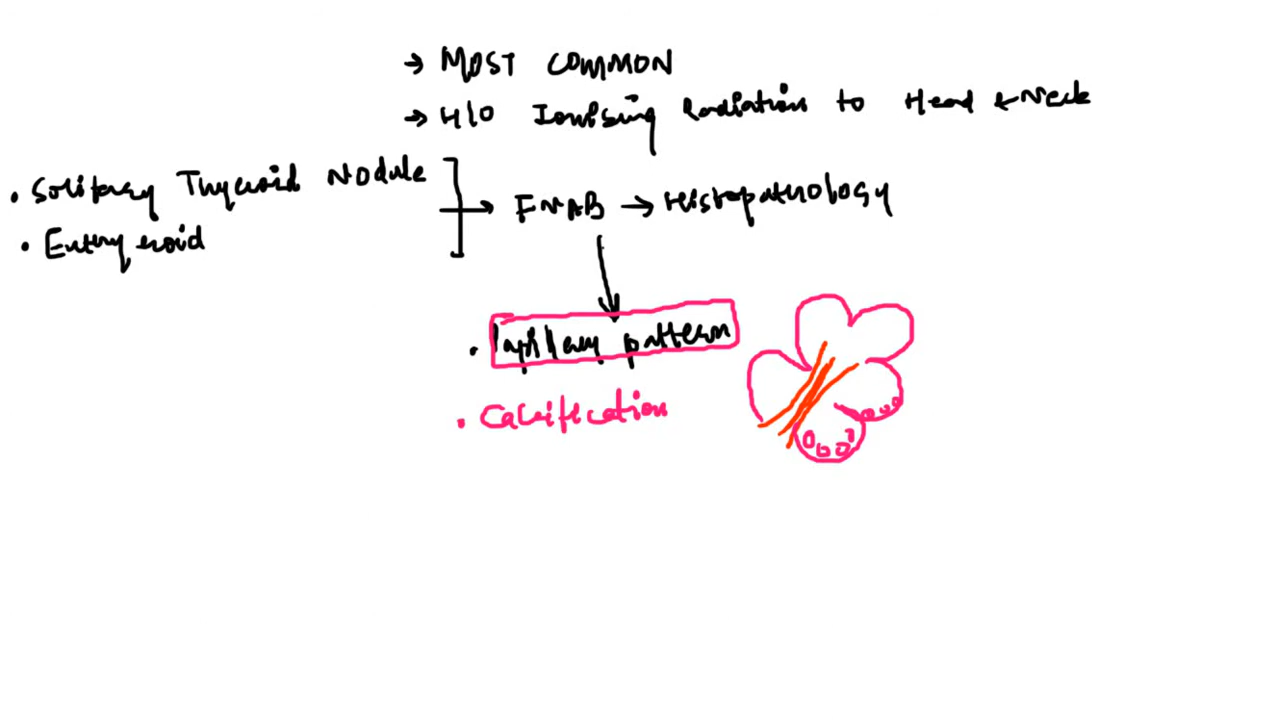 → MOST COMMON
→ H/O Ionising Radiation to Head & Neck
• Solitary Thyroid Nodule
→ FNAB → Histopathology
• Euthyroid
• Papillary pattern
• Calcification